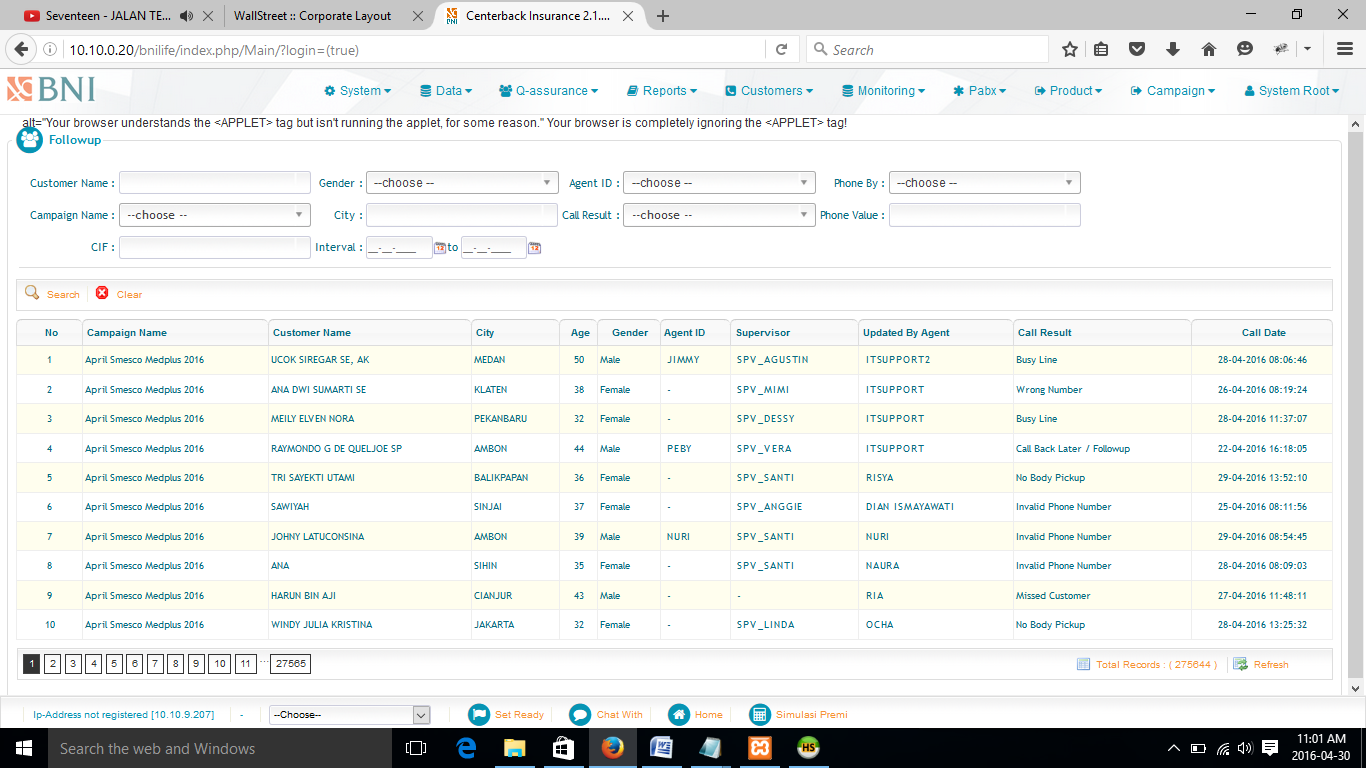 Seventeen - JALAN TE... WallStreet :: Corporate Layout Centerback Insurance 2.1....
10.10.0.20/bnilife/index.php/Main/?login=(true) Search
BNI System Data Q-assurance Reports Customers Monitoring Pabx Product Campaign System Root
alt="Your browser understands the <APPLET> tag but isn't running the applet, for some reason." Your browser is completely ignoring the <APPLET> tag!
Followup
Customer Name : Gender : --choose -- Agent ID : --choose -- Phone By : --choose --
Campaign Name : --choose -- City : Call Result : --choose -- Phone Value :
CIF : Interval : __-__-____ to __-__-____
Search Clear
No Campaign Name Customer Name City Age Gender Agent ID Supervisor Updated By Agent Call Result Call Date
1 April Smesco Medplus 2016 UCOK SIREGAR SE, AK MEDAN 50 Male JIMMY SPV_AGUSTIN ITSUPPORT2 Busy Line 28-04-2016 08:06:46
2 April Smesco Medplus 2016 ANA DWI SUMARTI SE KLATEN 38 Female - SPV_MIMI ITSUPPORT Wrong Number 26-04-2016 08:19:24
3 April Smesco Medplus 2016 MEILY ELVEN NORA PEKANBARU 32 Female - SPV_DESSY ITSUPPORT Busy Line 28-04-2016 11:37:07
4 April Smesco Medplus 2016 RAYMONDO G DE QUELJOE SP AMBON 44 Male PEBY SPV_VERA ITSUPPORT Call Back Later / Followup 22-04-2016 16:18:05
5 April Smesco Medplus 2016 TRI SAYEKTI UTAMI BALIKPAPAN 36 Female - SPV_SANTI RISYA No Body Pickup 29-04-2016 13:52:10
6 April Smesco Medplus 2016 SAWIYAH SINJAI 37 Female - SPV_ANGGIE DIAN ISMAYAWATI Invalid Phone Number 25-04-2016 08:11:56
7 April Smesco Medplus 2016 JOHNY LATUCONSINA AMBON 39 Male NURI SPV_SANTI NURI Invalid Phone Number 29-04-2016 08:54:45
8 April Smesco Medplus 2016 ANA SIHIN 35 Female - SPV_SANTI NAURA Invalid Phone Number 28-04-2016 08:09:03
9 April Smesco Medplus 2016 HARUN BIN AJI CIANJUR 43 Male - - RIA Missed Customer 27-04-2016 11:48:11
10 April Smesco Medplus 2016 WINDY JULIA KRISTINA JAKARTA 32 Female - SPV_LINDA OCHA No Body Pickup 28-04-2016 13:25:32
1 2 3 4 5 6 7 8 9 10 11 ... 27565 Total Records : ( 275644 ) Refresh
Ip-Address not registered [10.10.9.207] - --Choose-- Set Ready Chat With Home Simulasi Premi
Search the web and Windows 11:01 AM
2016-04-30